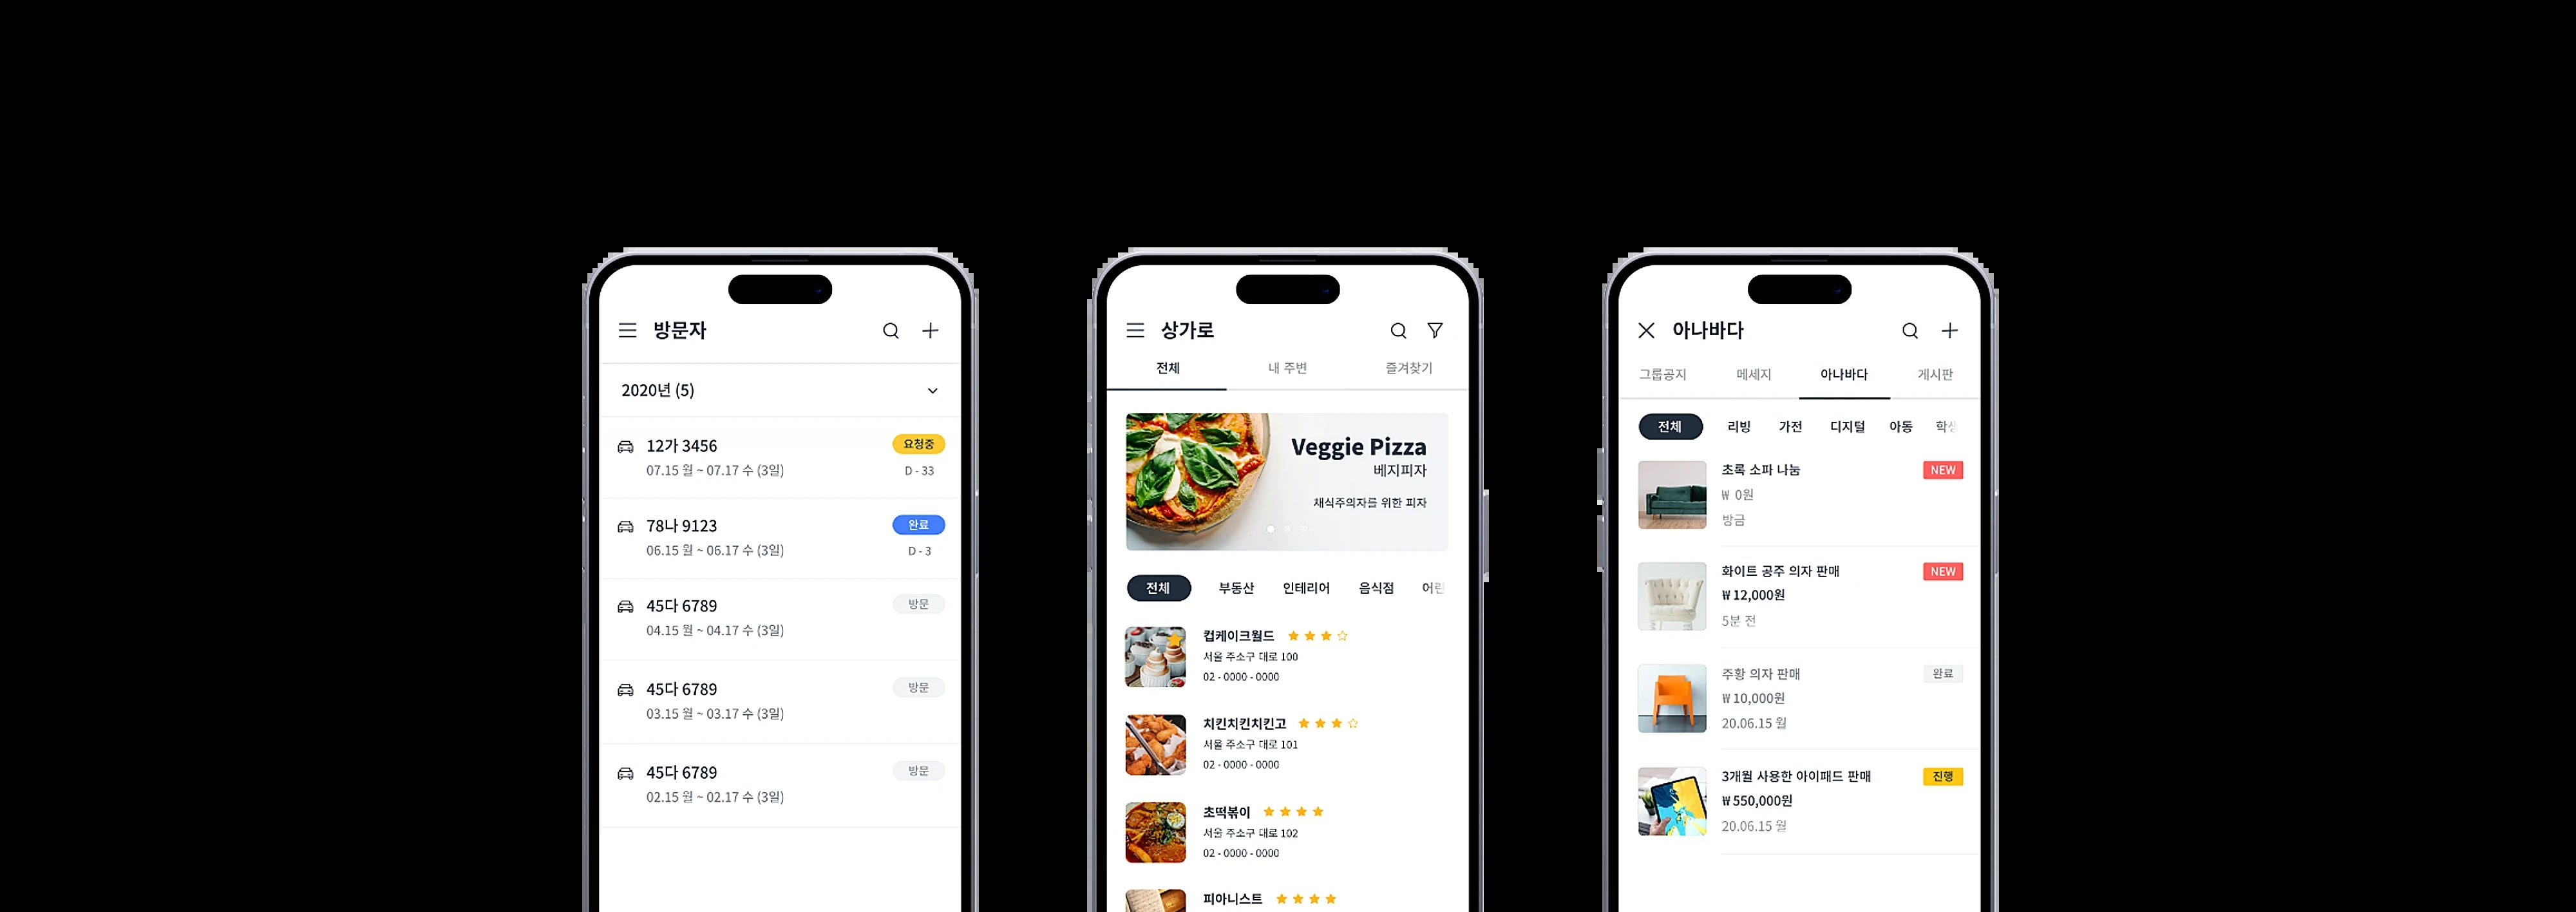 방문자
2020년 (5)
12가 3456
요청중
07.15 월 ~ 07.17 수 (3일)
D - 33
78나 9123
완료
06.15 월 ~ 06.17 수 (3일)
D - 3
45다 6789
방문
04.15 월 ~ 04.17 수 (3일)
45다 6789
방문
03.15 월 ~ 03.17 수 (3일)
45다 6789
방문
02.15 월 ~ 02.17 수 (3일)
상가로
전체
내 주변
즐겨찾기
Veggie Pizza
베지피자
채식주의자를 위한 피자
전체
부동산
인테리어
음식점
어린
컵케이크월드
서울 주소구 대로 100
02 - 0000 - 0000
치킨치킨치킨고
서울 주소구 대로 101
02 - 0000 - 0000
초떡볶이
서울 주소구 대로 102
02 - 0000 - 0000
피아니스트
아나바다
그룹공지
메세지
아나바다
게시판
전체
리빙
가전
디지털
아동
학생
초록 소파 나눔
NEW
₩ 0원
방금
화이트 공주 의자 판매
NEW
₩ 12,000원
5분 전
주황 의자 판매
완료
₩ 10,000원
20.06.15 월
3개월 사용한 아이패드 판매
진행
₩ 550,000원
20.06.15 월